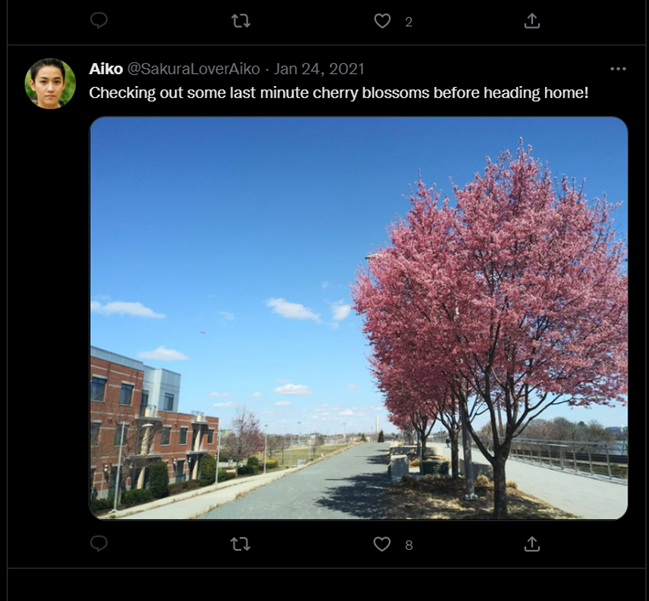 2
Aiko @SakuraLoverAiko · Jan 24, 2021
Checking out some last minute cherry blossoms before heading home!
8